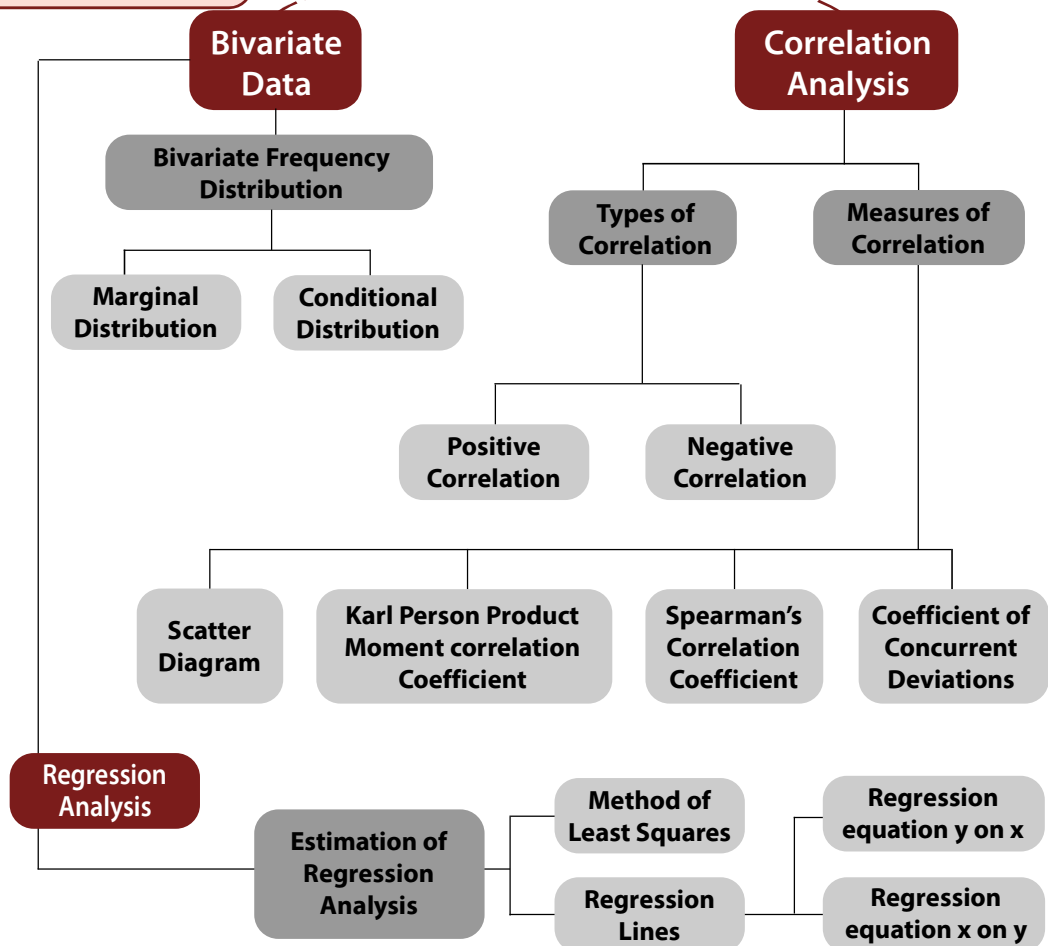 Bivariate
Data
Correlation
Analysis
Bivariate Frequency
Distribution
Types of
Correlation
Measures of
Correlation
Marginal
Distribution
Conditional
Distribution
Positive
Correlation
Negative
Correlation
Scatter
Diagram
Karl Person Product
Moment correlation
Coefficient
Spearman’s
Correlation
Coefficient
Coefficient of
Concurrent
Deviations
Regression
Analysis
Estimation of
Regression
Analysis
Method of
Least Squares
Regression
Lines
Regression
equation y on x
Regression
equation x on y